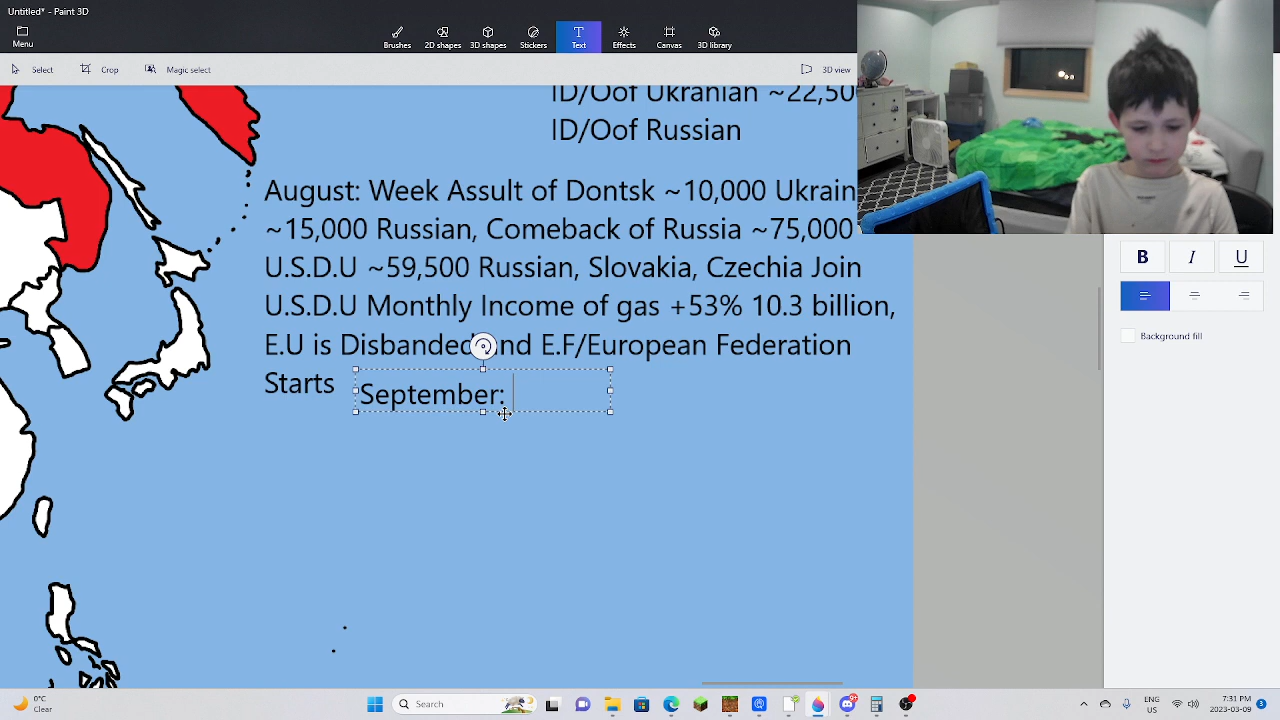 Untitled* - Paint 3D
Menu
Brushes
2D shapes
3D shapes
Stickers
Text
Effects
Canvas
3D library
Select
Crop
Magic select
3D view
ID/Oof Ukranian ~22,50
ID/Oof Russian
August: Week Assult of Dontsk ~10,000 Ukrain
~15,000 Russian, Comeback of Russia ~75,000
U.S.D.U ~59,500 Russian, Slovakia, Czechia Join
U.S.D.U Monthly Income of gas +53% 10.3 billion,
E.U is Disbanded and E.F/European Federation
Starts
September:
B I U
Background fill
0°C
Clear
Search
ENG
US
7:31 PM
2023-03-09
3